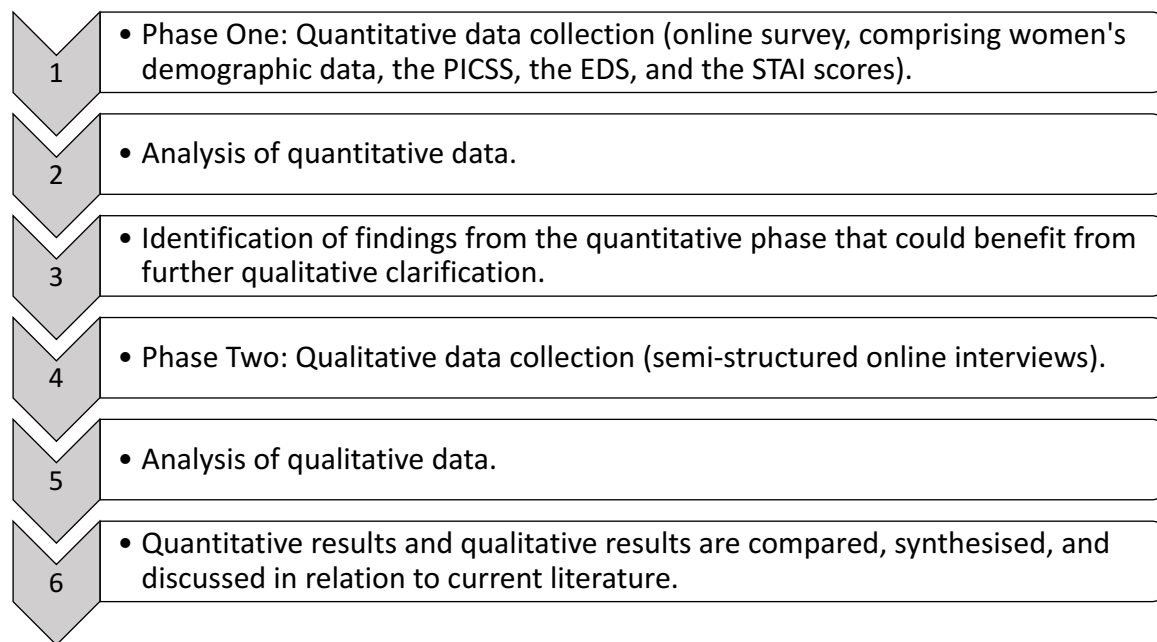 1
• Phase One: Quantitative data collection (online survey, comprising women's
demographic data, the PICSS, the EDS, and the STAI scores).
2
• Analysis of quantitative data.
3
• Identification of findings from the quantitative phase that could benefit from
further qualitative clarification.
4
• Phase Two: Qualitative data collection (semi-structured online interviews).
5
• Analysis of qualitative data.
6
• Quantitative results and qualitative results are compared, synthesised, and
discussed in relation to current literature.